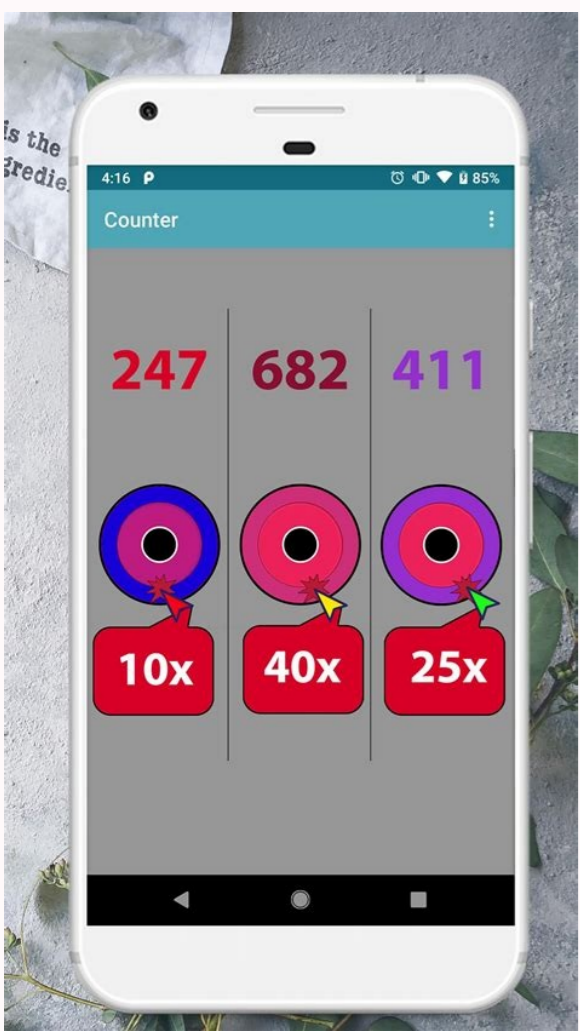 is the
gredie
4:16 85%
Counter
247 682 411
10x 40x 25x